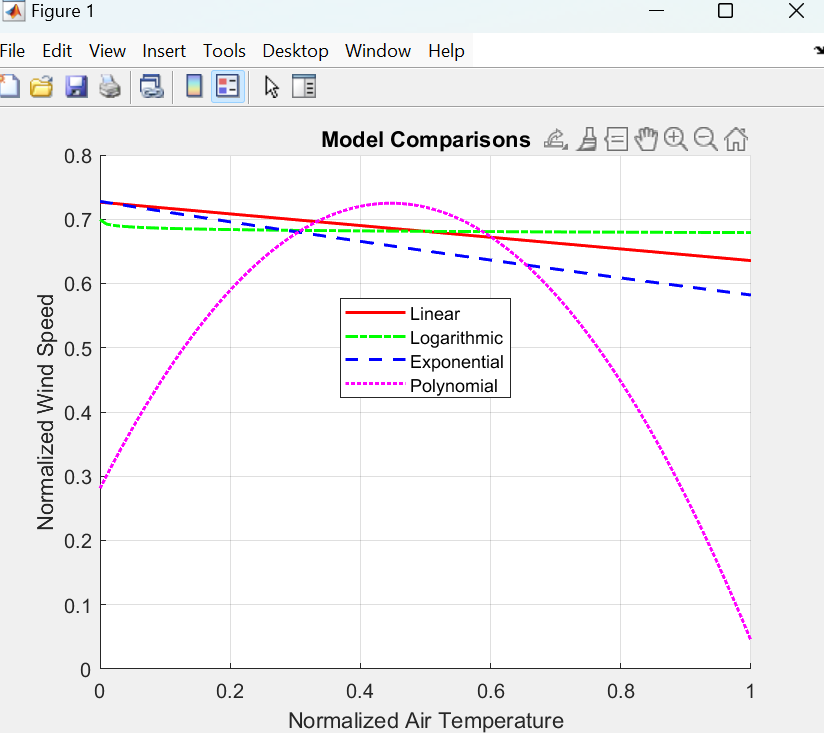 Figure 1
File Edit View Insert Tools Desktop Window Help
Model Comparisons
0.8
0.7
0.6
0.5
0.4
0.3
0.2
0.1
0
Normalized Wind Speed
Linear
Logarithmic
Exponential
Polynomial
0 0.2 0.4 0.6 0.8 1
Normalized Air Temperature